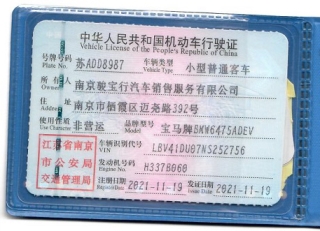 中华人民共和国机动车行驶证
Vehicle License of the People's Republic of China
号牌号码 苏A0D8987 车辆类型 小型普通客车
Plate No. Vehicle Type
所有人 南京骏宝行汽车销售服务有限公司
Owner
住址 南京市栖霞区迈尧路392号
Address
使用性质 非营运 品牌型号 宝马牌BMW6475ADEV
Use Character Model
江苏省南京
市公安局
交通管理局
车辆识别代号 LBV41DU07NS252756
VIN
发动机号码 H337B068
Engine No.
注册日期 2021-11-19 发证日期 2021-11-19
Register Date Issue Date